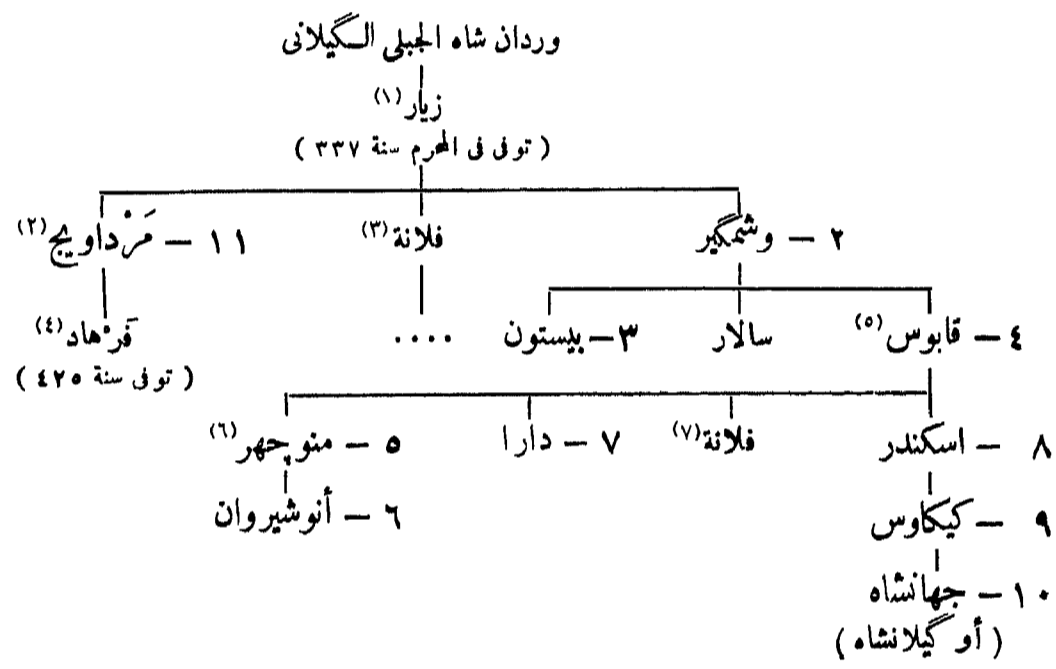 وردان شاه الجبلي الگيلانى
زيار (١)
( توفى فى المحرم سنة ٣٣٧ )
٢ – وشمگير فلانة (٣) ١١ – مَرْداويج (٢)
٤ – قابوس (٥) سالار ٣ – بيستون .... فَرْهاد (٤)
( توفى سنة ٤٢٥ )
٨ – اسكندر فلانة (٧) ٧ – دارا ٥ – منوچهر (٦)
٩ – كيكاوس ٦ – أنوشيروان
١٠ – جهانشاه
( أو گيلانشاه )